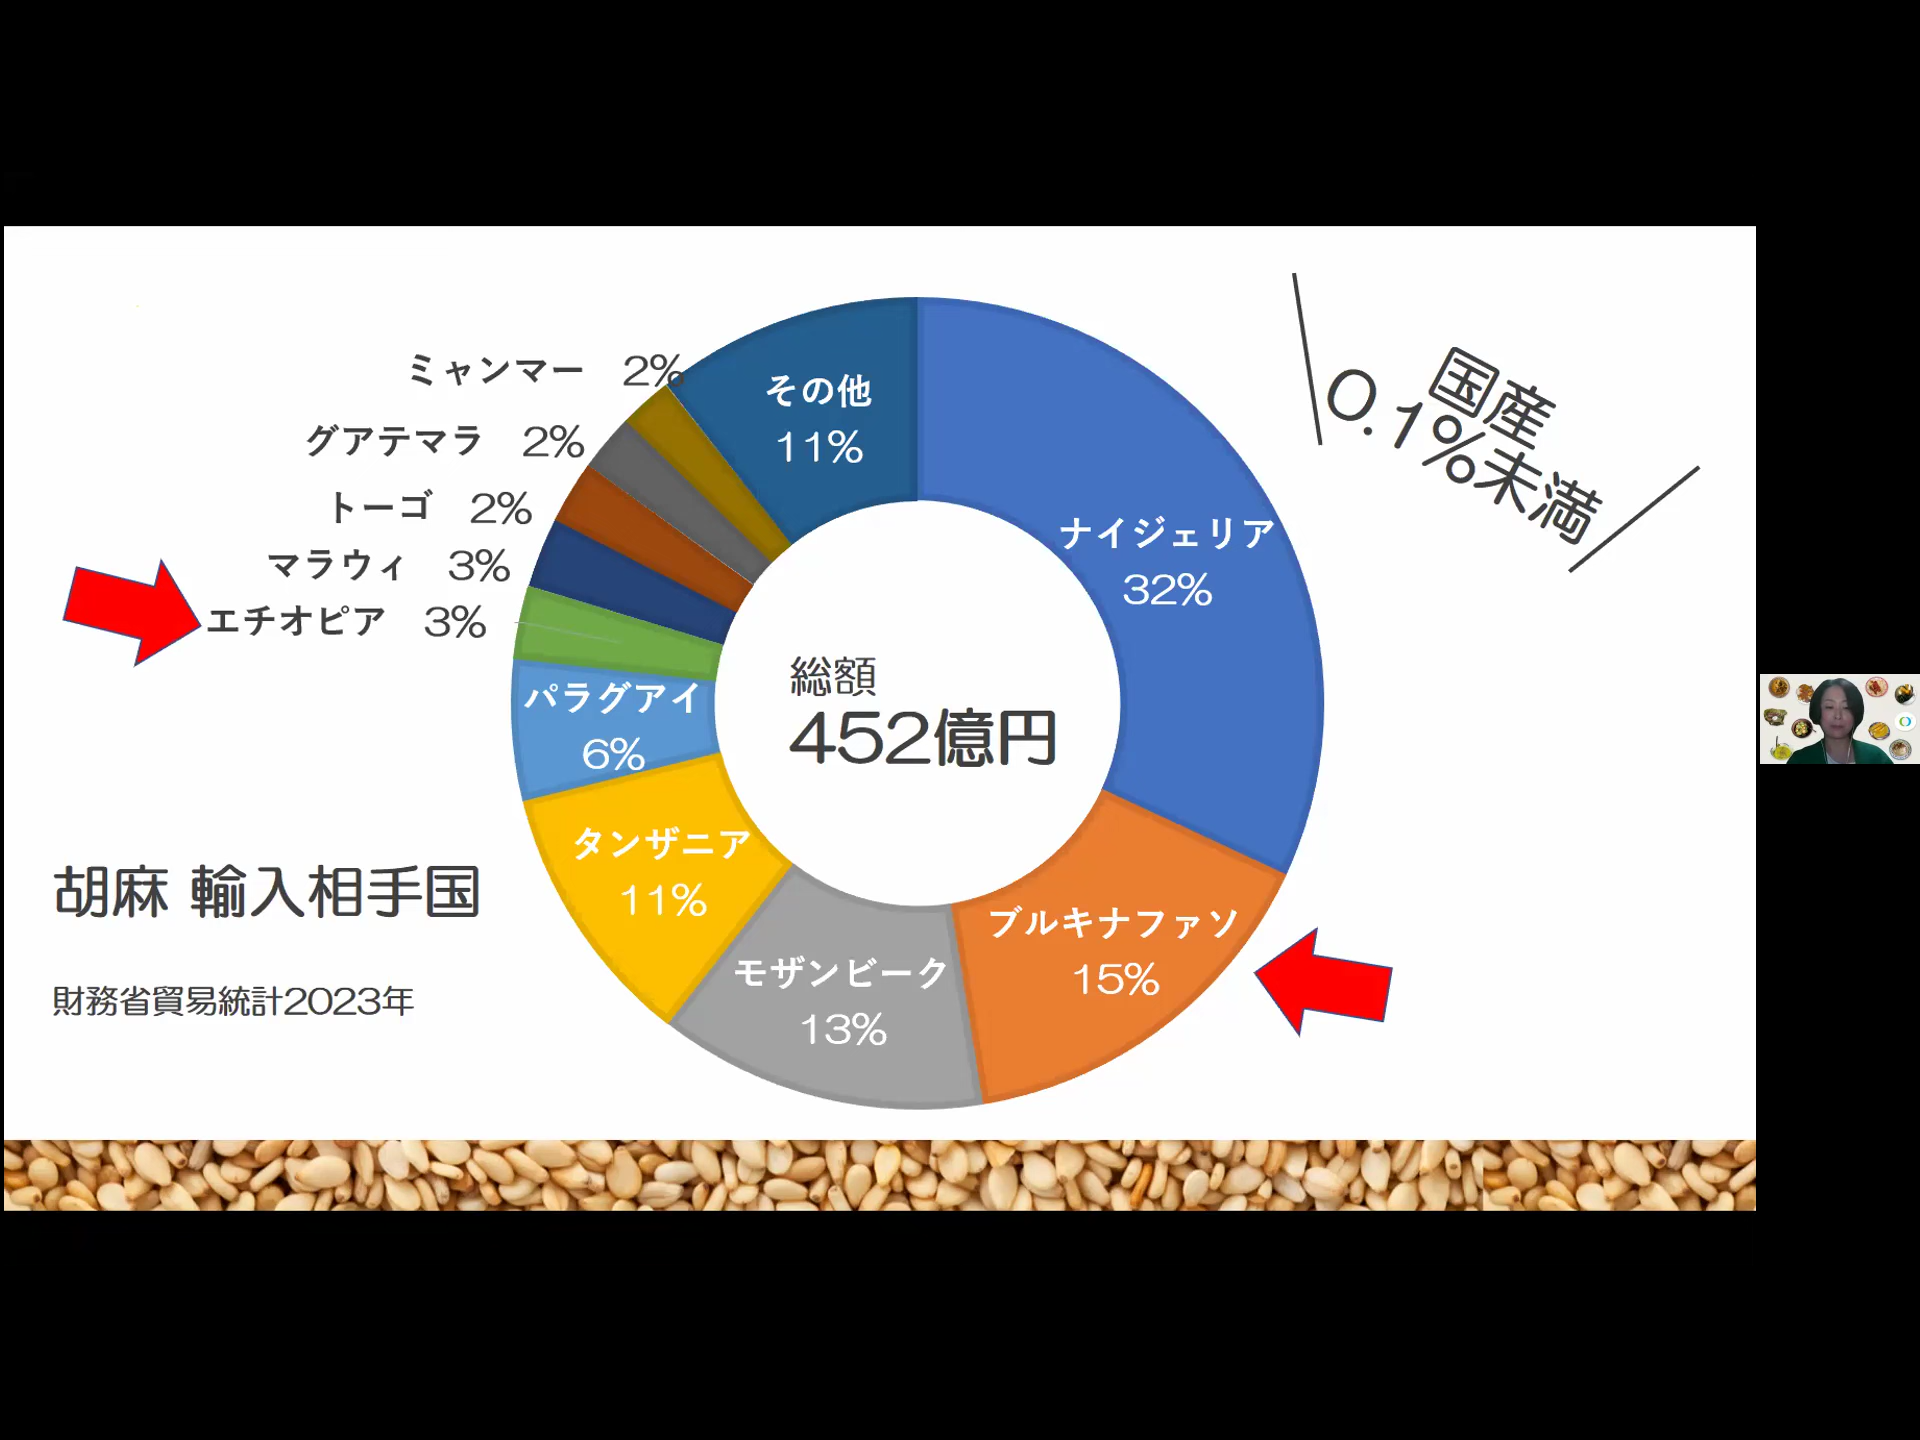 国産
0.1%未満
ミャンマー 2%
グアテマラ 2%
トーゴ 2%
マラウィ 3%
エチオピア 3%
その他
11%
ナイジェリア
32%
総額
452億円
パラグアイ
6%
タンザニア
11%
ブルキナファソ
15%
モザンビーク
13%
胡麻 輸入相手国
財務省貿易統計2023年